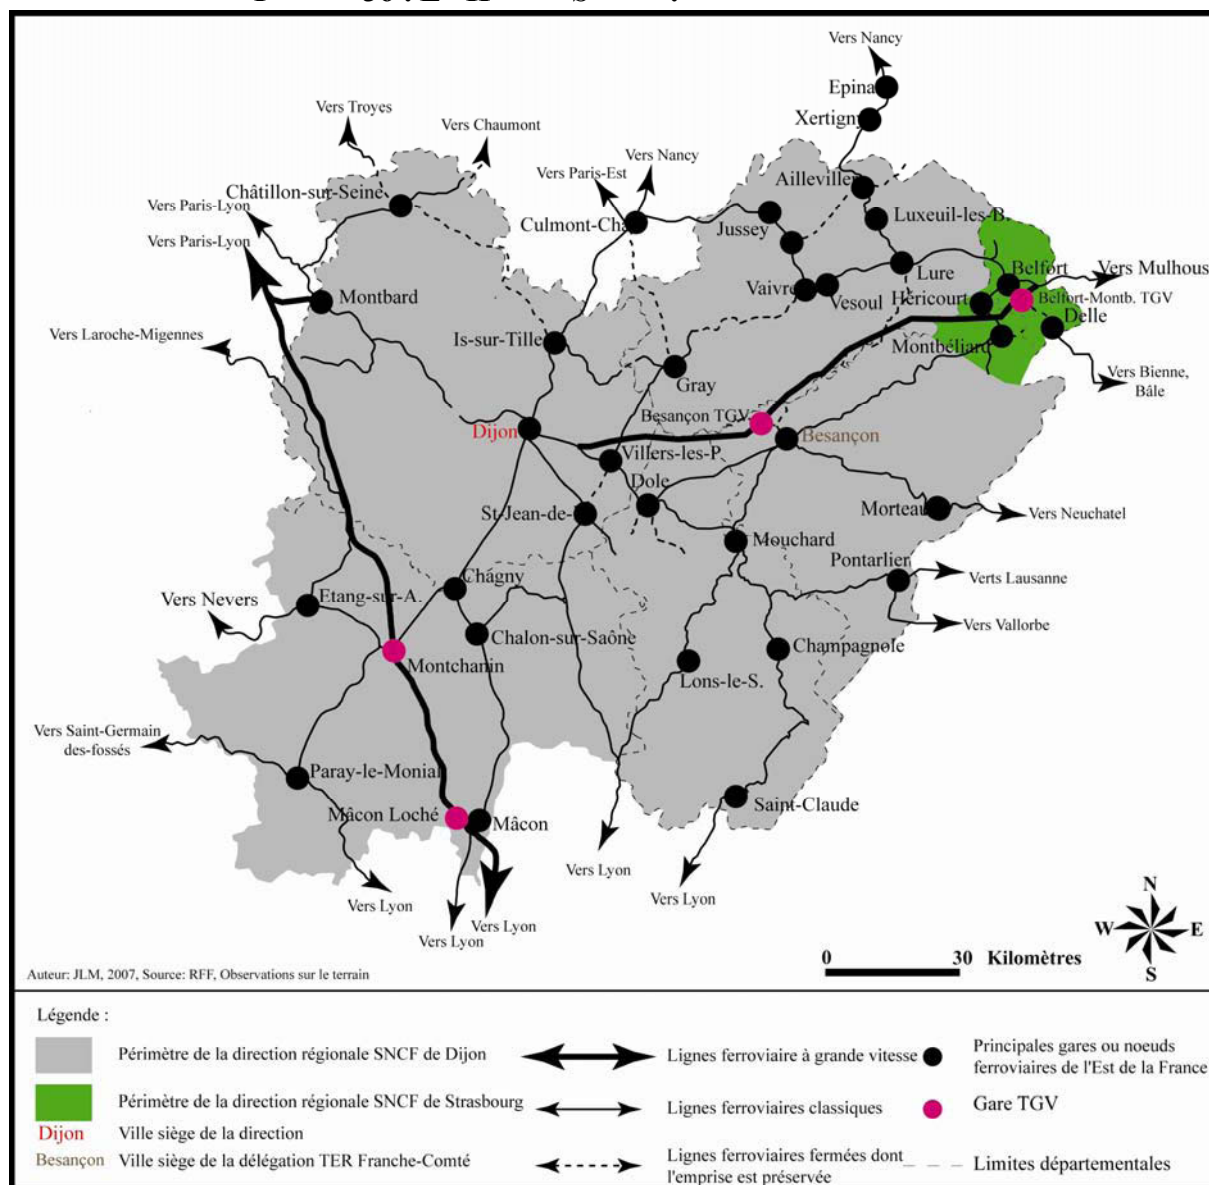 Vers Nancy
Epina
Xertigny
Vers Troyes
Vers Chaumont
Vers Nancy
Vers Paris-Est
Châtillon-sur-Seine
Ailleviller
Vers Paris-Lyon
Culmont-Cha
Jussey
Luxeuil-les-B.
Vers Paris-Lyon
Lure
Belfort
Vers Mulhous
Montbard
Vaivre
Vesoul
Héricourt
Belfort-Montb. TGV
Delle
Vers Laroche-Migennes
Is-sur-Tille
Montbéliard
Gray
Vers Bienne,
Bâle
Besançon TGV
Dijon
Besançon
Villers-les-P.
Dole
St-Jean-de-
Morteau
Vers Neuchatel
Mouchard
Pontarlier
Verts Lausanne
Chagny
Etang-sur-A.
Vers Nevers
Vers Vallorbe
Chalon-sur-Saône
Champagnole
Montchanin
Lons-le-S.
Vers Saint-Germain
des-fossés
Paray-le-Monial
Saint-Claude
Mâcon Loché
Mâcon
Vers Lyon
Vers Lyon
Vers Lyon
Vers Lyon
Vers Lyon
N
W
E
S
0
30
Kilomètres
Auteur: JLM, 2007, Source: RFF, Observations sur le terrain
Légende :
Périmètre de la direction régionale SNCF de Dijon
Lignes ferroviaire à grande vitesse
Principales gares ou noeuds
ferroviaires de l'Est de la France
Périmètre de la direction régionale SNCF de Strasbourg
Lignes ferroviaires classiques
Gare TGV
Dijon
Ville siège de la direction
Besançon
Ville siège de la délégation TER Franche-Comté
Lignes ferroviaires fermées dont
l'emprise est préservée
Limites départementales